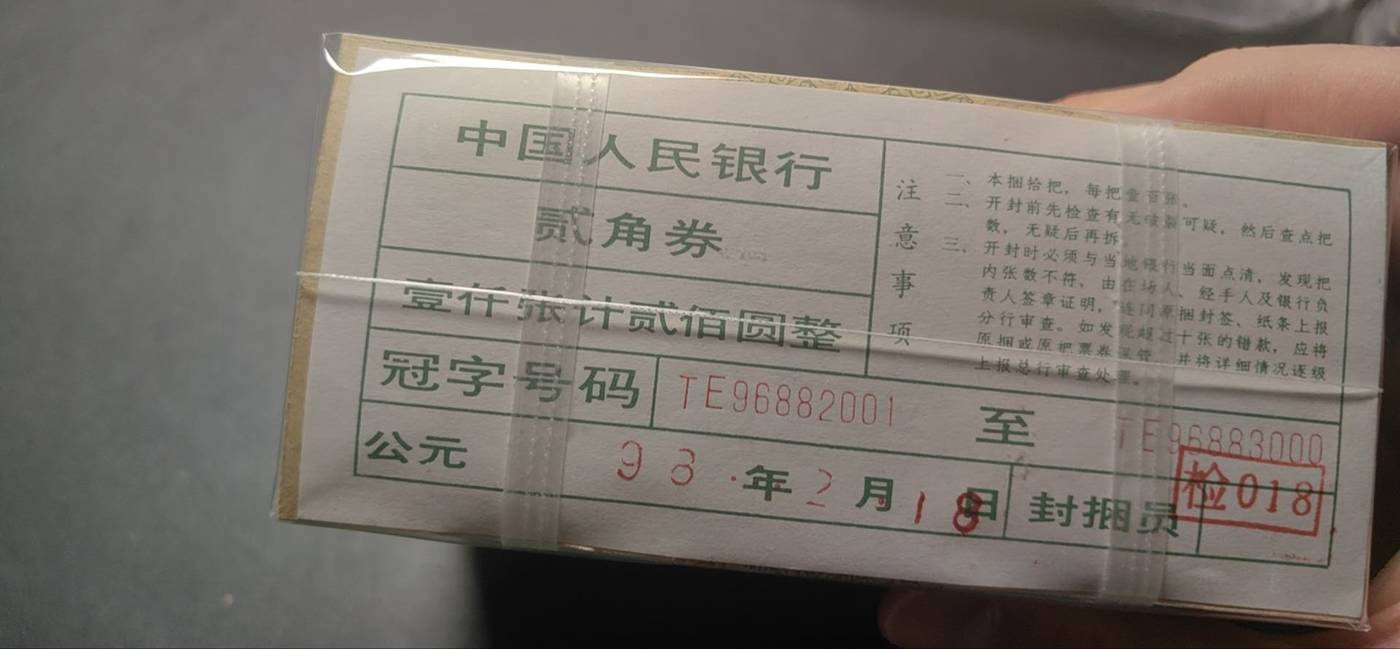 中国人民银行
贰角券
壹仟张计贰佰圆整
冠字号码 TE96882001 至 TE96883000
公元 98年2月18日 封捆员 检018
注意事项
一、本捆拾把，每把壹百张。
二、开封前先检查有无破裂可疑，然后查点把
数，无疑后再拆
三、开封时必须与当地银行当面点清，发现把
内张数不符，由在场人、经手人及银行负
责人签章证明，连同原捆封签、纸条上报
分行审查。如发现超过十张的错款，应将
原捆或原把票券保管，并将详细情况逐级
上报总行审查处理。